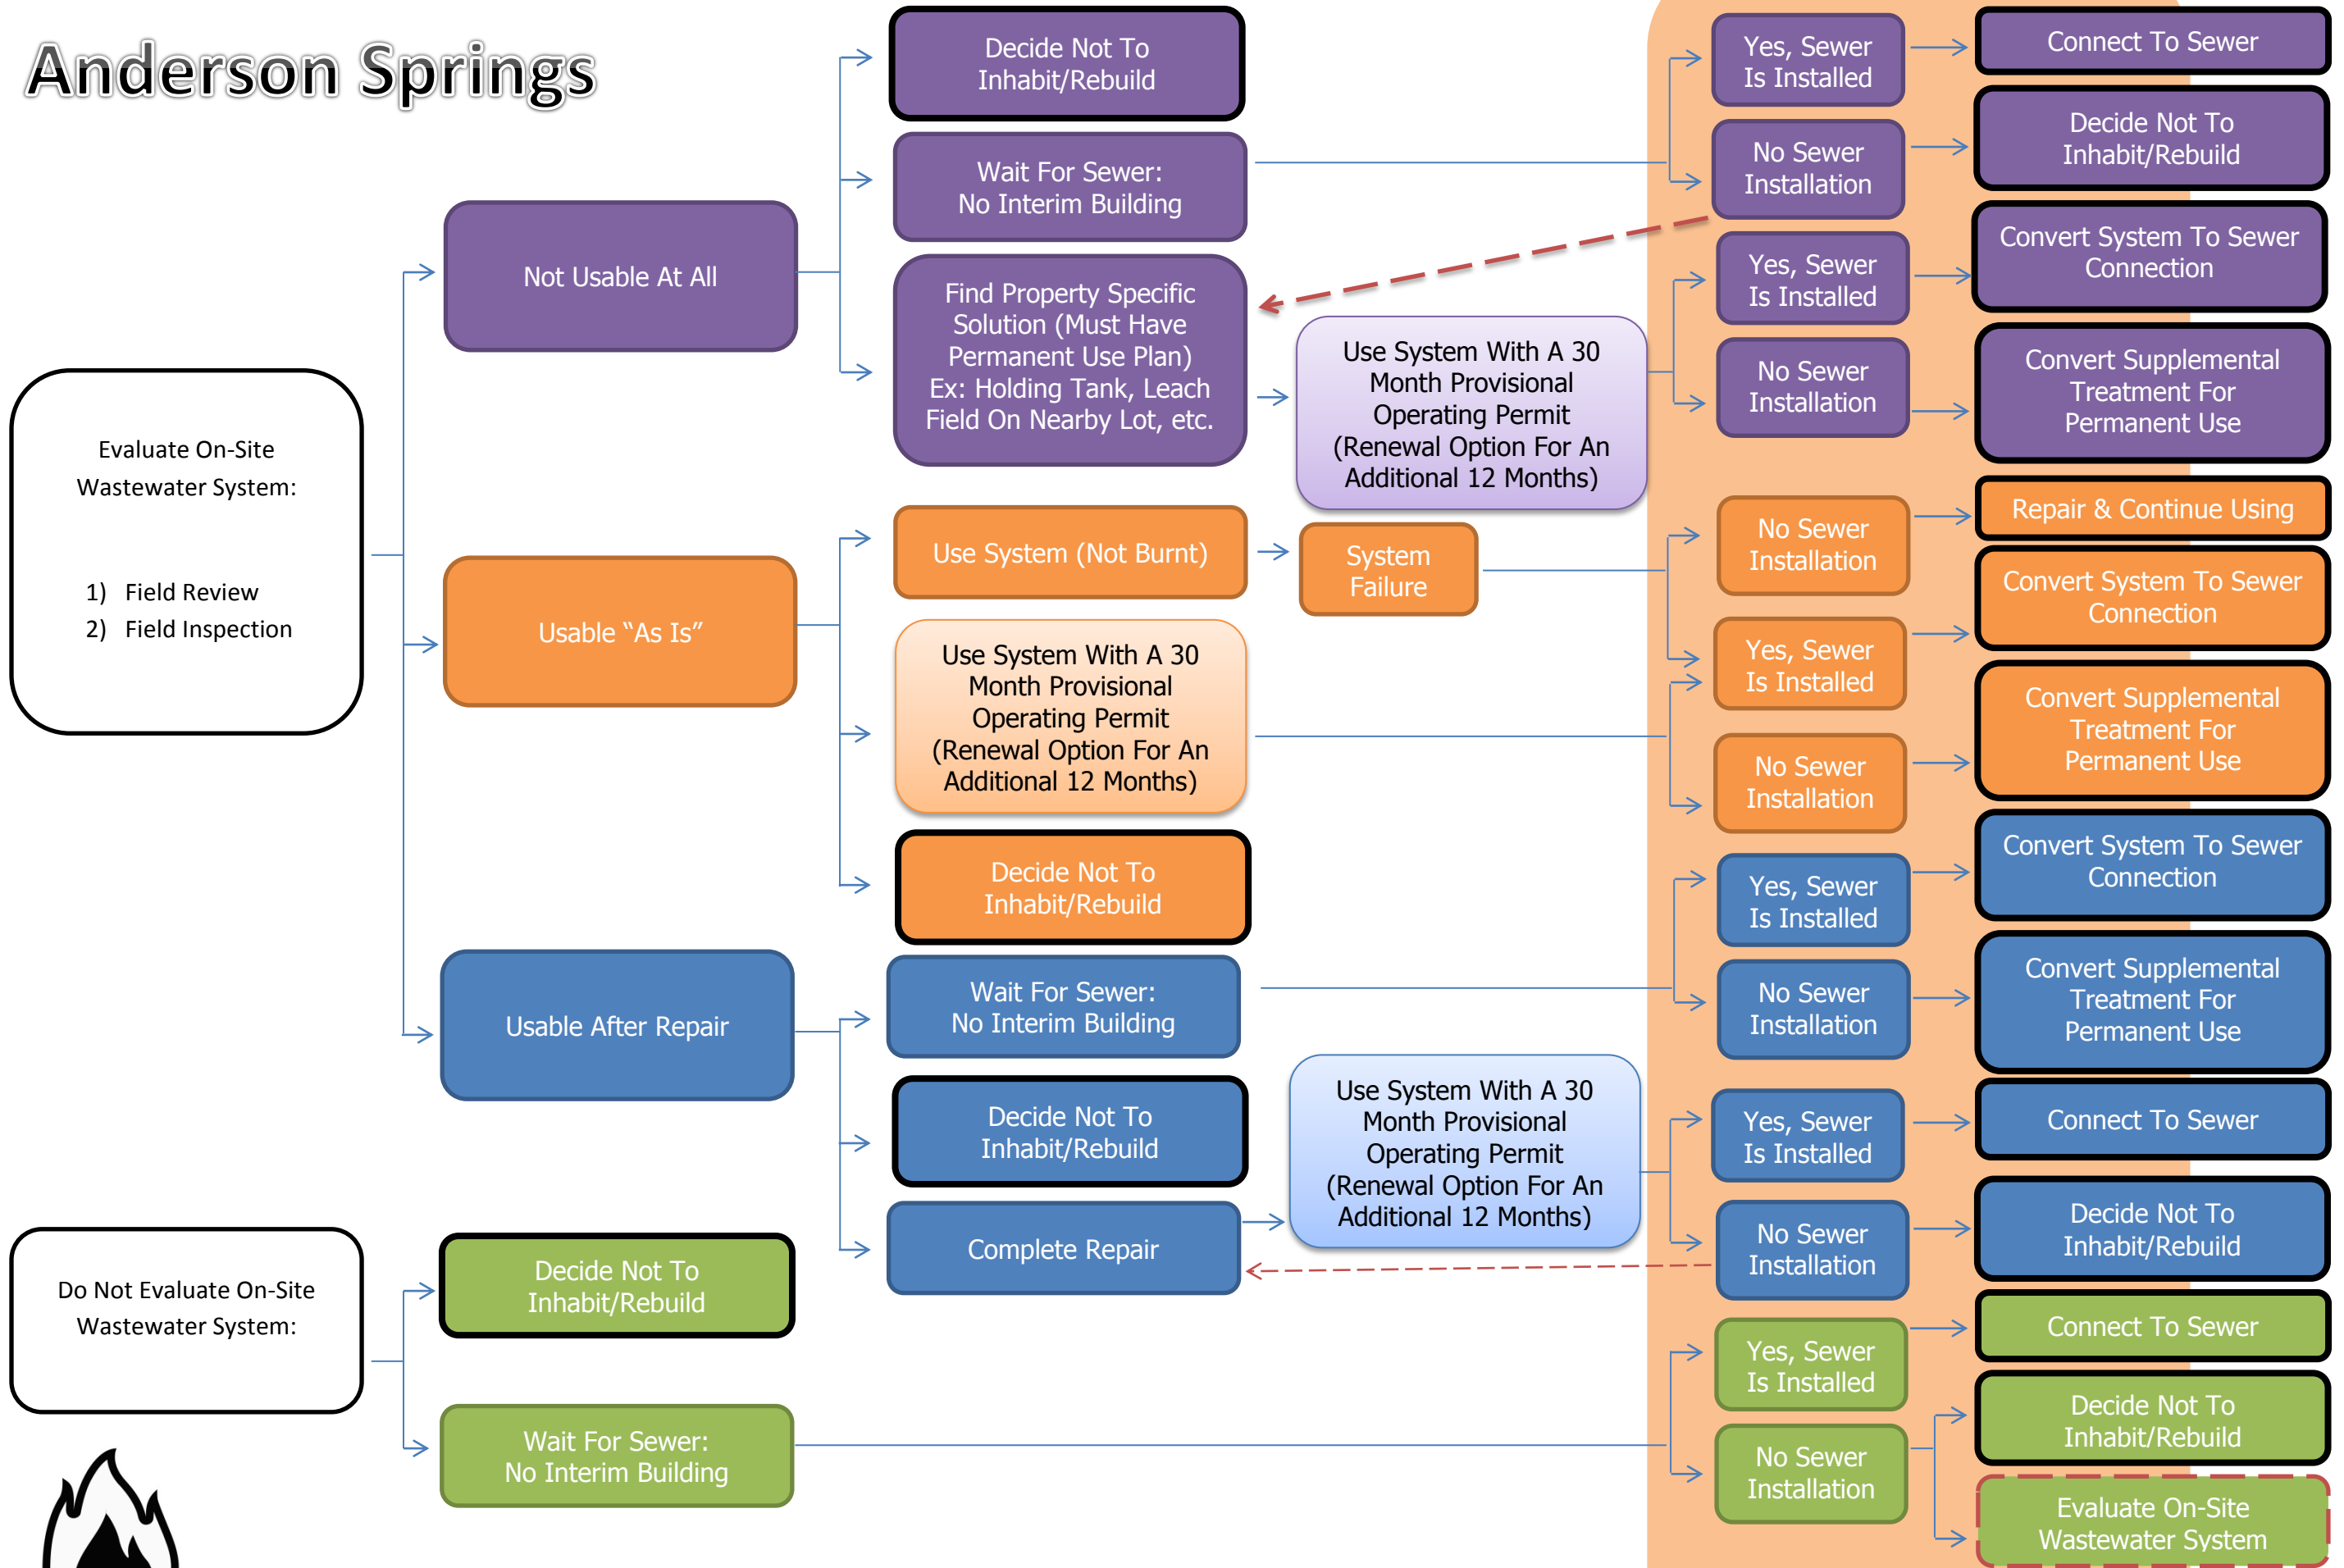 Anderson Springs
Evaluate On-Site
Wastewater System:
1) Field Review
2) Field Inspection
Do Not Evaluate On-Site
Wastewater System:
Not Usable At All
Usable “As Is”
Usable After Repair
Decide Not To
Inhabit/Rebuild
Wait For Sewer:
No Interim Building
Decide Not To
Inhabit/Rebuild
Wait For Sewer:
No Interim Building
Find Property Specific
Solution (Must Have
Permanent Use Plan)
Ex: Holding Tank, Leach
Field On Nearby Lot, etc.
Use System (Not Burnt)
Use System With A 30
Month Provisional
Operating Permit
(Renewal Option For An
Additional 12 Months)
Decide Not To
Inhabit/Rebuild
Wait For Sewer:
No Interim Building
Decide Not To
Inhabit/Rebuild
Complete Repair
Use System With A 30
Month Provisional
Operating Permit
(Renewal Option For An
Additional 12 Months)
System
Failure
Use System With A 30
Month Provisional
Operating Permit
(Renewal Option For An
Additional 12 Months)
Yes, Sewer
Is Installed
No Sewer
Installation
Yes, Sewer
Is Installed
No Sewer
Installation
No Sewer
Installation
Yes, Sewer
Is Installed
No Sewer
Installation
Yes, Sewer
Is Installed
No Sewer
Installation
Yes, Sewer
Is Installed
No Sewer
Installation
Yes, Sewer
Is Installed
No Sewer
Installation
Connect To Sewer
Decide Not To
Inhabit/Rebuild
Convert System To Sewer
Connection
Convert Supplemental
Treatment For
Permanent Use
Repair & Continue Using
Convert System To Sewer
Connection
Convert Supplemental
Treatment For
Permanent Use
Convert System To Sewer
Connection
Convert Supplemental
Treatment For
Permanent Use
Connect To Sewer
Decide Not To
Inhabit/Rebuild
Connect To Sewer
Decide Not To
Inhabit/Rebuild
Evaluate On-Site
Wastewater System